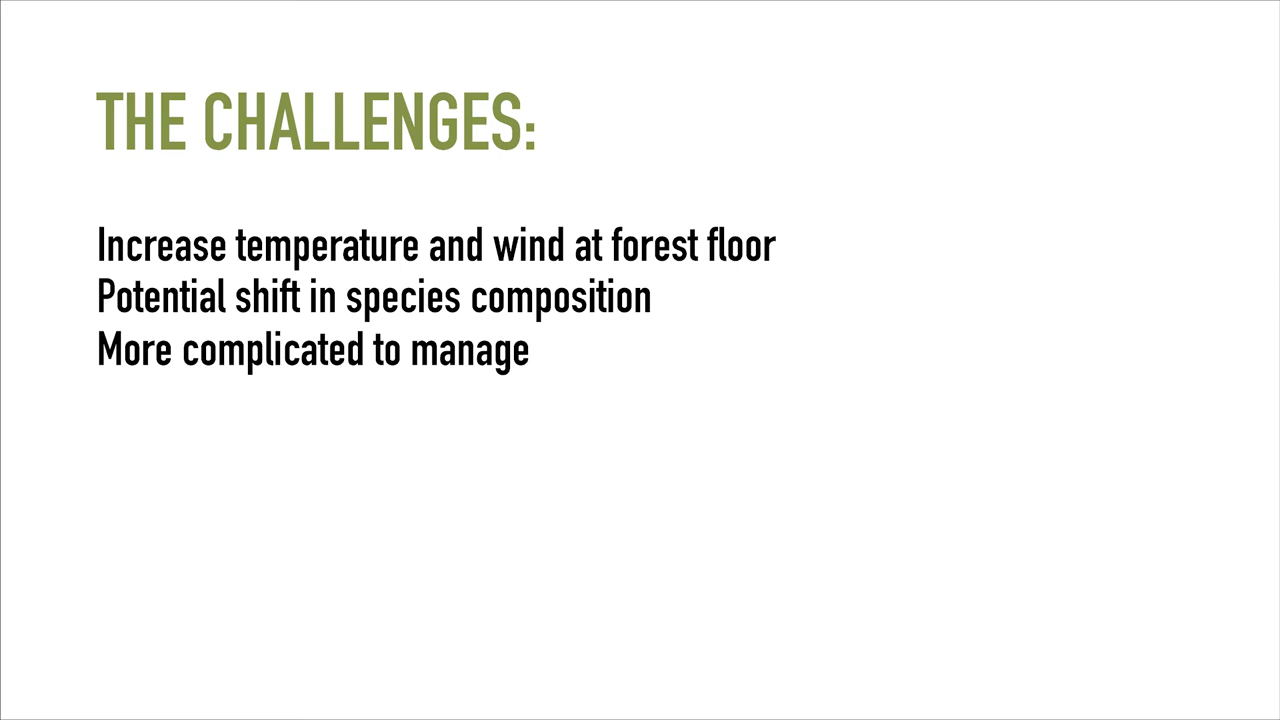 THE CHALLENGES:
Increase temperature and wind at forest floor
Potential shift in species composition
More complicated to manage